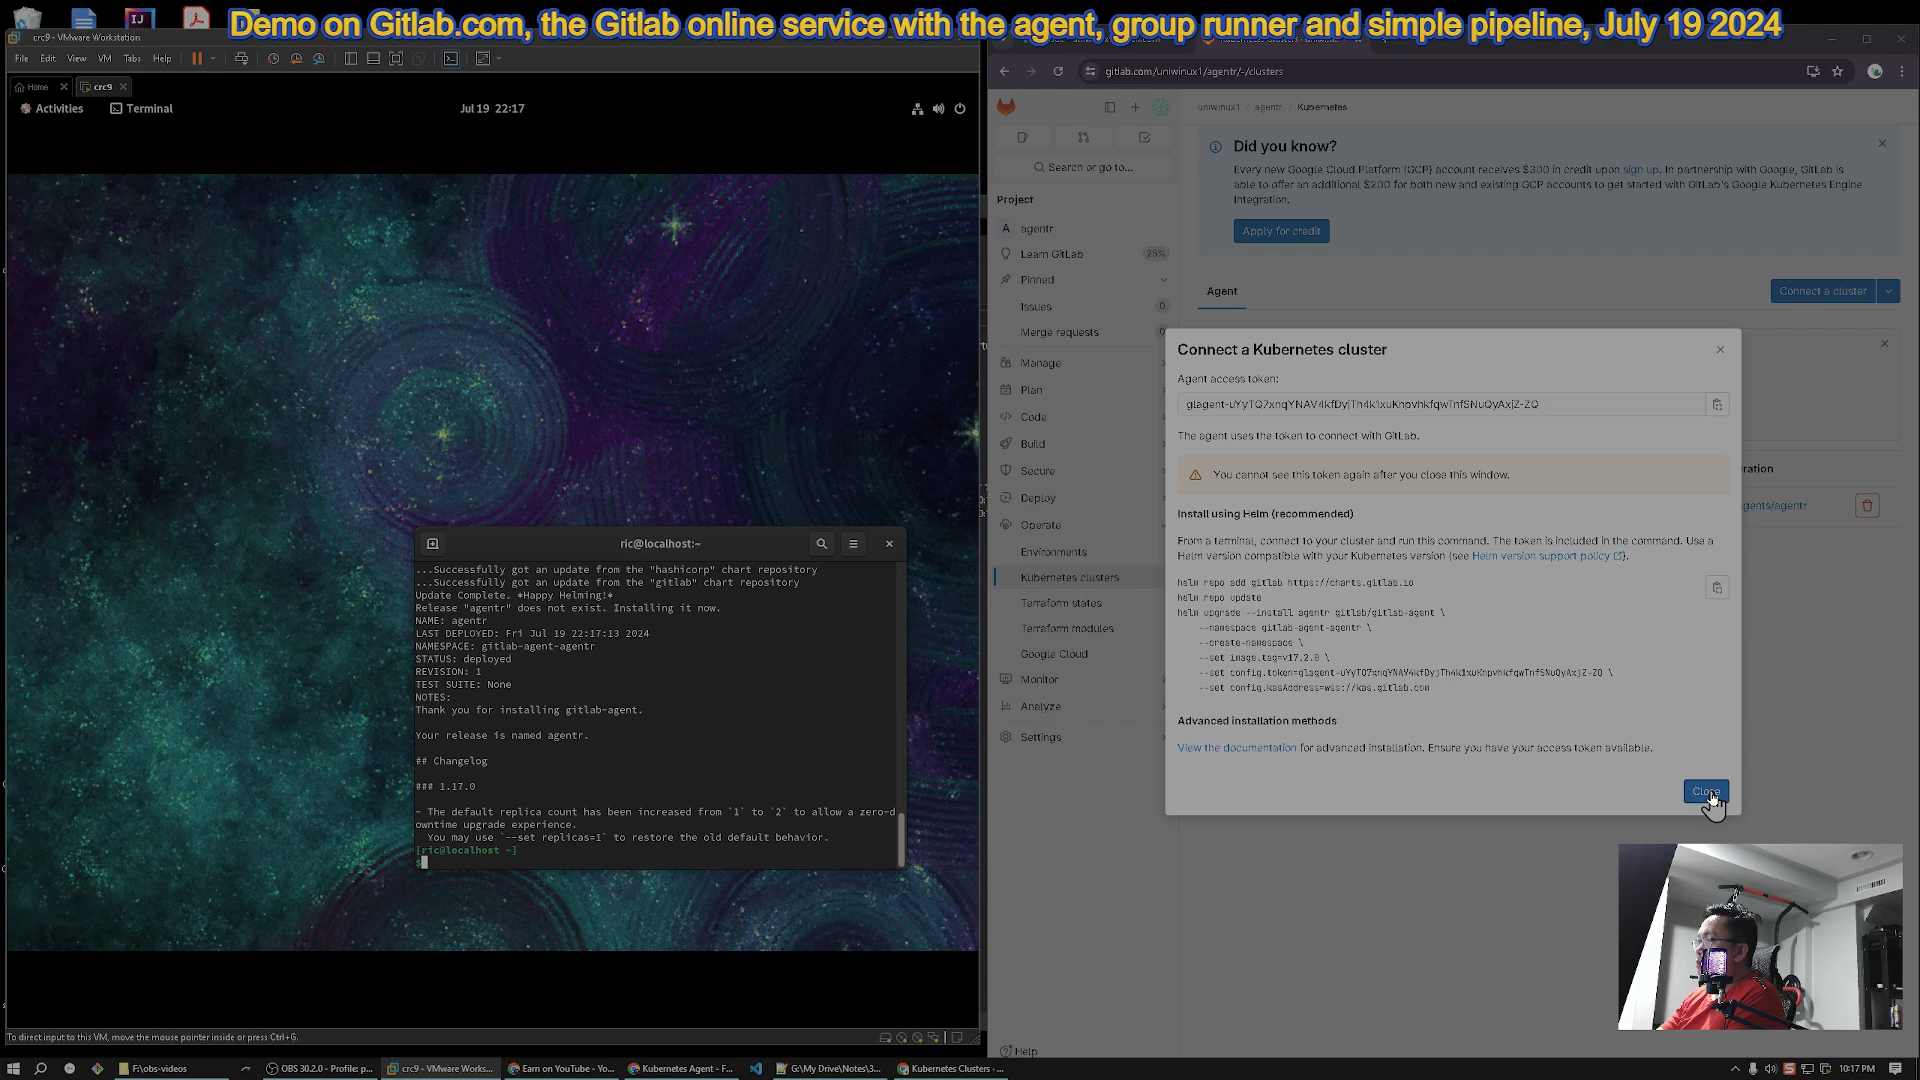 Demo on Gitlab.com, the Gitlab online service with the agent, group runner and simple pipeline, July 19 2024
crc9 - VMware Workstation
File Edit View VM Tabs Help
Home crc9
Activities Terminal Jul 19 22:17
ric@localhost:~
...Successfully got an update from the "hashicorp" chart repository
...Successfully got an update from the "gitlab" chart repository
Update Complete. *Happy Helming!*
Release "agentr" does not exist. Installing it now.
NAME: agentr
LAST DEPLOYED: Fri Jul 19 22:17:13 2024
NAMESPACE: gitlab-agent-agentr
STATUS: deployed
REVISION: 1
TEST SUITE: None
NOTES:
Thank you for installing gitlab-agent.
Your release is named agentr.
## Changelog
### 1.17.0
- The default replica count has been increased from `1` to `2` to allow a zero-d
owntime upgrade experience.
You may use `--set replicas=1` to restore the old default behavior.
[ric@localhost ~]
$
To direct input to this VM, move the mouse pointer inside or press Ctrl+G.
gitlab.com/uniwinux1/agentr/-/clusters
uniwinux1 > agentr > Kubernetes
Search or go to...
Project
A agentr
Learn GitLab 25%
Pinned
Issues 0
Merge requests 0
Manage
Plan
Code
Build
Secure
Deploy
Operate
Environments
Kubernetes clusters
Terraform states
Terraform modules
Google Cloud
Monitor
Analyze
Settings
Help
Did you know?
Every new Google Cloud Platform (GCP) account receives $300 in credit upon sign up. In partnership with Google, GitLab is
able to offer an additional $200 for both new and existing GCP accounts to get started with GitLab's Google Kubernetes Engine
Integration.
Apply for credit
Agent
Connect a cluster
Connect a Kubernetes cluster
Agent access token:
The agent uses the token to connect with GitLab.
You cannot see this token again after you close this window.
Install using Helm (recommended)
From a terminal, connect to your cluster and run this command. The token is included in the command. Use a
Helm version compatible with your Kubernetes version (see Helm version support policy).
helm repo add gitlab https://charts.gitlab.io
helm repo update
helm upgrade --install agentr gitlab/gitlab-agent \
--namespace gitlab-agent-agentr \
--create-namespace \
--set image.tag=v17.2.0 \
--set config.kasAddress=wss://kas.gitlab.com
Advanced installation methods
View the documentation for advanced installation. Ensure you have your access token available.
Close
F:\obs-videos
OBS 30.2.0 - Profile: p...
crc9 - VMware Works...
Earn on YouTube - Yo...
Kubernetes Agent - F...
G:\My Drive\Notes\3...
Kubernetes Clusters · ...
10:17 PM